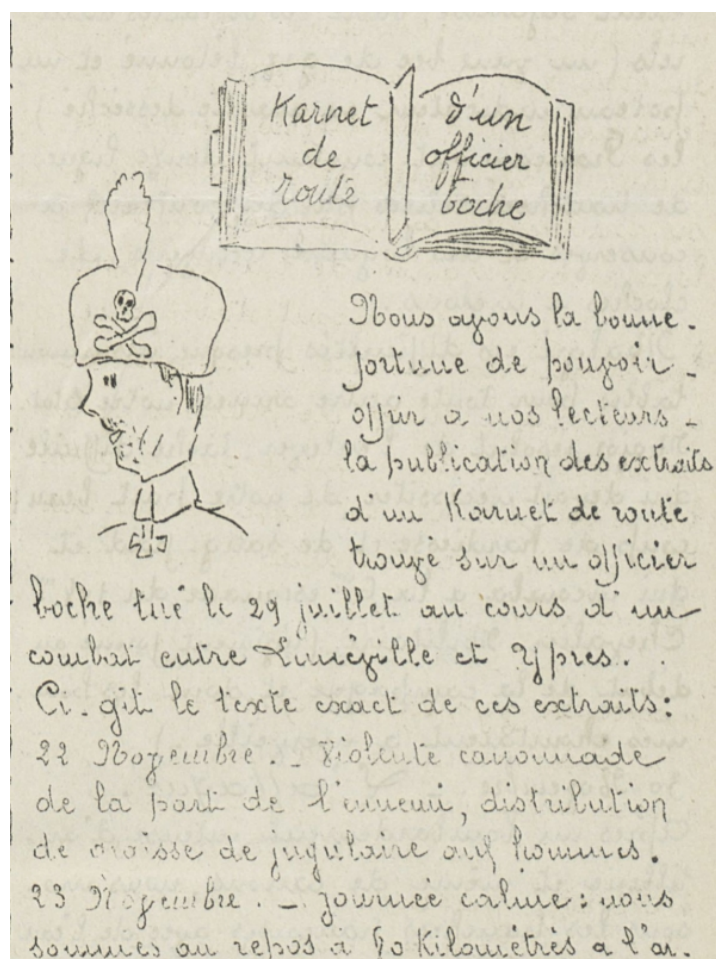 Karnet
de
route
d'un
officier
boche
Nous avons la bonne
fortune de pouvoir
offrir a nos lecteurs
la publication des extraits
d'un Karnet de route
trouvé sur un officier
boche tué le 29 juillet au cours d'un
combat entre Lunéville et Ypres.
Ci-gît le texte exact de ces extraits:
22 Novembre. _ Violente canonnade
de la part de l'ennemi, distribution
de graisse de jugulaire aux hommes.
23 Novembre. _ Journée calme: nous
sommes au repos à 50 Kilomètres a l'ar-